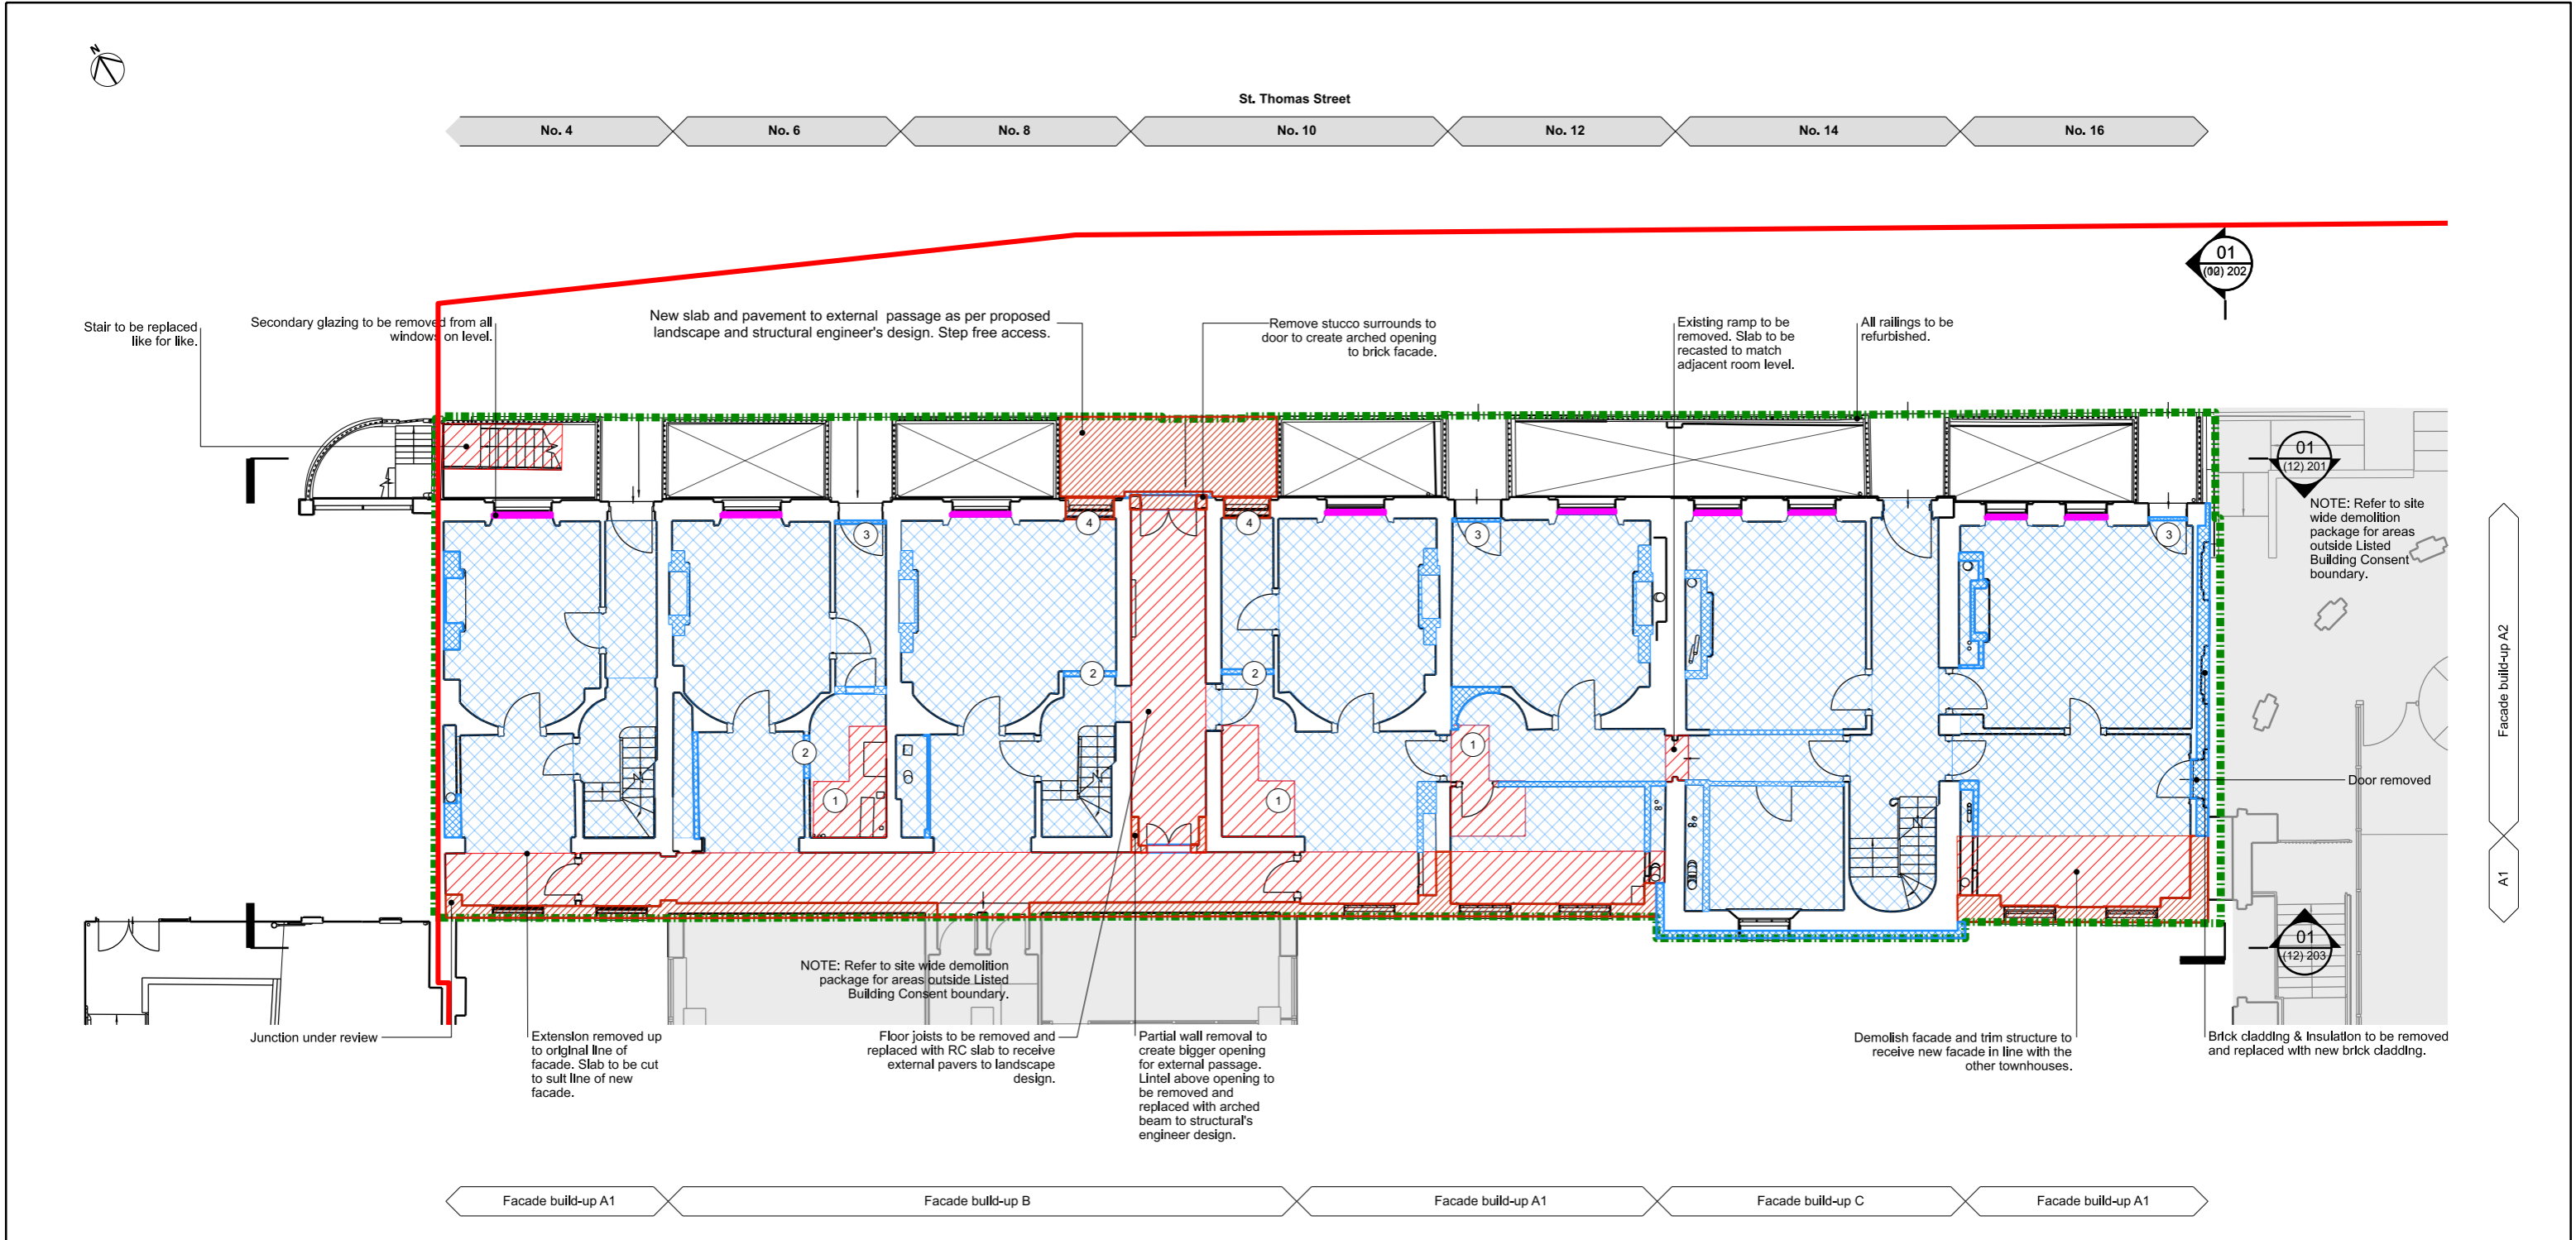 N
St. Thomas Street
No. 4
No. 6
No. 8
No. 10
No. 12
No. 14
No. 16
01
202
Stair to be replaced
like for like.
Secondary glazing to be removed from all
windows on level.
New slab and pavement to external passage as per proposed
landscape and structural engineer's design. Step free access.
Remove stucco surrounds to
door to create arched opening
to brick facade.
Existing ramp to be
removed. Slab to be
recasted to match
adjacent room level.
All railings to be
refurbished.
01
(12) 201
NOTE: Refer to site
wide demolition
package for areas
outside Listed
Building Consent
boundary.
4
4
3
3
3
2
2
2
1
1
1
Facade build-up A2
A1
Door removed
01
(12) 203
NOTE: Refer to site wide demolition
package for areas outside Listed
Building Consent boundary.
Junction under review
Extension removed up
to original line of
facade. Slab to be cut
to suit line of new
facade.
Floor joists to be removed and
replaced with RC slab to receive
external pavers to landscape
design.
Partial wall removal to
create bigger opening
for external passage.
Lintel above opening to
be removed and
replaced with arched
beam to structural's
engineer design.
Demolish facade and trim structure to
receive new facade in line with the
other townhouses.
Brick cladding & Insulation to be removed
and replaced with new brick cladding.
Facade build-up A1
Facade build-up B
Facade build-up A1
Facade build-up C
Facade build-up A1